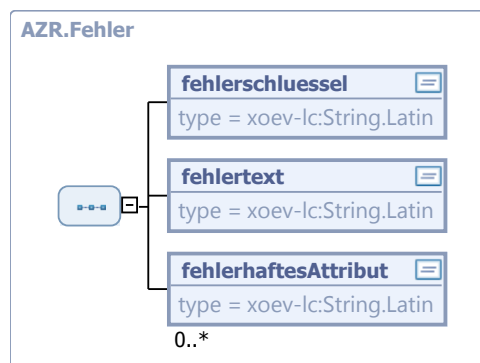 AZR.Fehler
fehlerschluessel
type = xoev-lc:String.Latin
fehlertext
type = xoev-lc:String.Latin
fehlerhaftesAttribut
type = xoev-lc:String.Latin
0..*